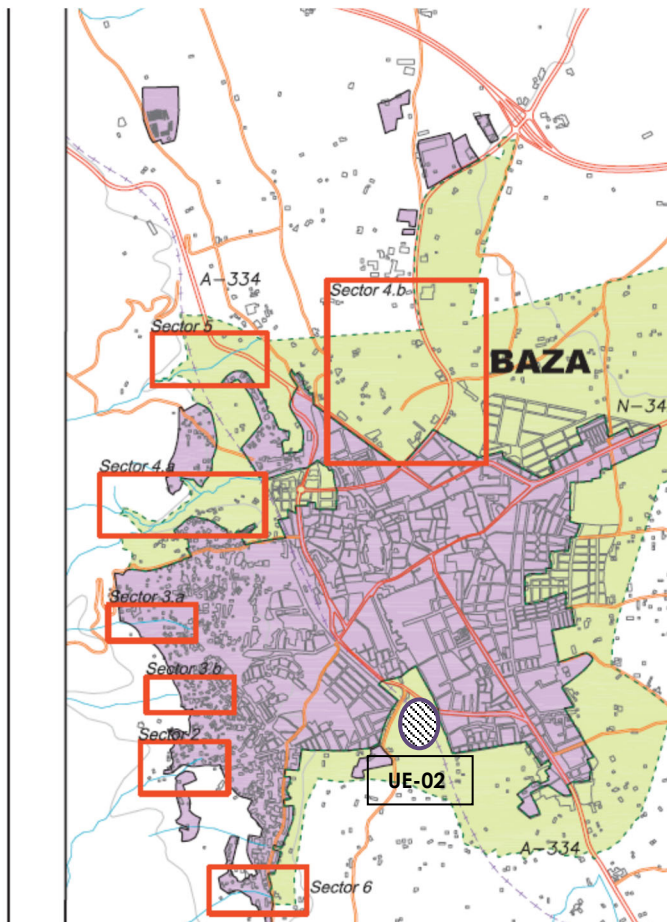 A-334
Sector 4.b
Sector 5
BAZA
N-34
Sector 4.a
Sector 3.a
Sector 3.b
Sector 2
UE-02
A-334
Sector 6